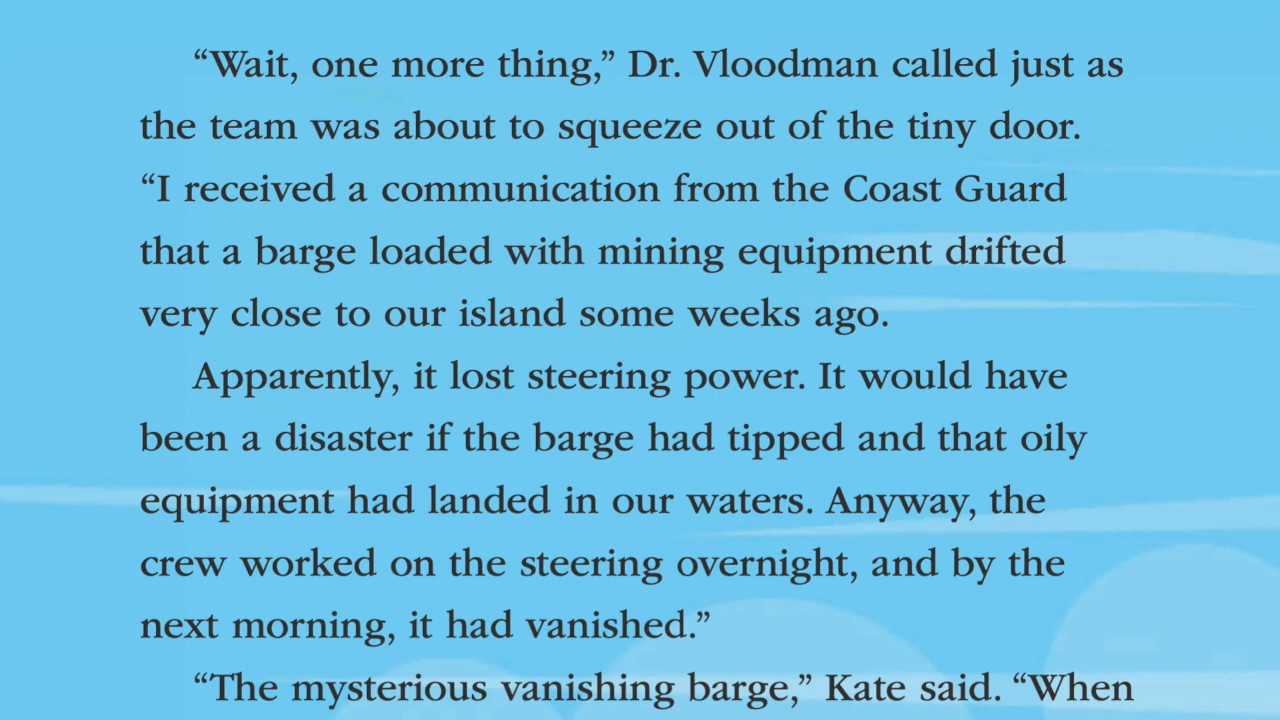 “Wait, one more thing,” Dr. Vloodman called just as
the team was about to squeeze out of the tiny door.
“I received a communication from the Coast Guard
that a barge loaded with mining equipment drifted
very close to our island some weeks ago.
Apparently, it lost steering power. It would have
been a disaster if the barge had tipped and that oily
equipment had landed in our waters. Anyway, the
crew worked on the steering overnight, and by the
next morning, it had vanished.”
“The mysterious vanishing barge,” Kate said. “When